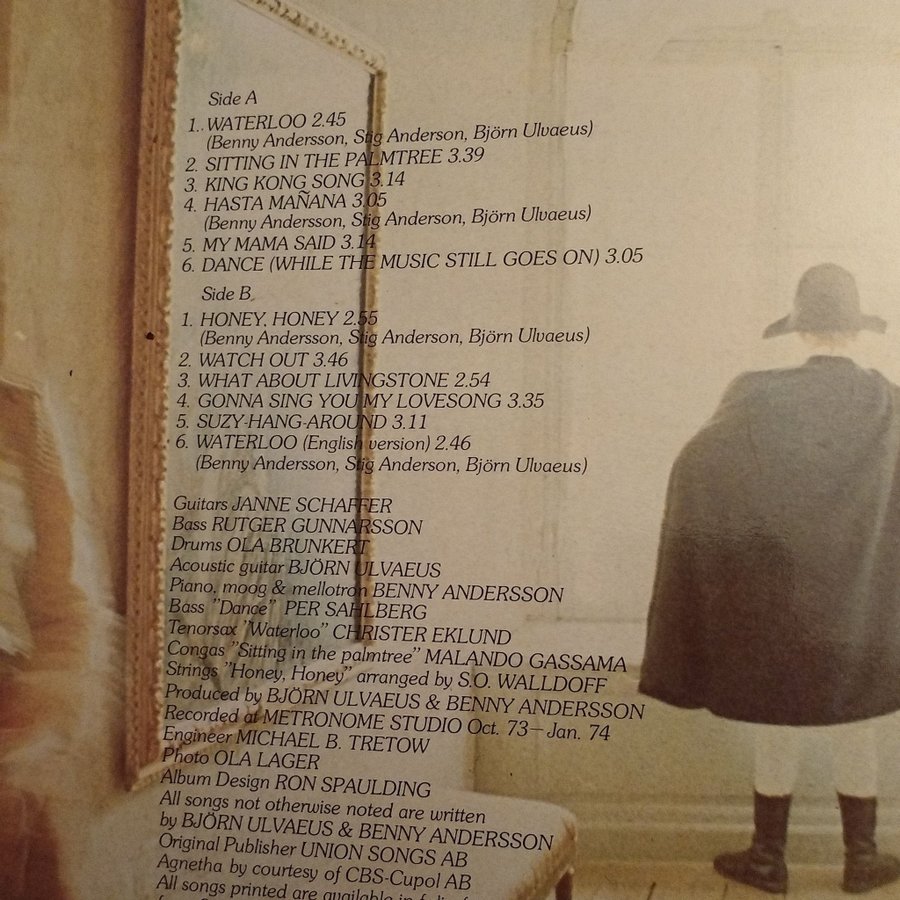 Side A
1. WATERLOO 2.45
(Benny Andersson, Stig Anderson, Björn Ulvaeus)
2. SITTING IN THE PALMTREE 3.39
3. KING KONG SONG 3.14
4. HASTA MAÑANA 3.05
(Benny Andersson, Stig Anderson, Björn Ulvaeus)
5. MY MAMA SAID 3.14
6. DANCE (WHILE THE MUSIC STILL GOES ON) 3.05
Side B
1. HONEY, HONEY 2.55
(Benny Andersson, Stig Anderson, Björn Ulvaeus)
2. WATCH OUT 3.46
3. WHAT ABOUT LIVINGSTONE 2.54
4. GONNA SING YOU MY LOVESONG 3.35
5. SUZY-HANG-AROUND 3.11
6. WATERLOO (English version) 2.46
(Benny Andersson, Stig Anderson, Björn Ulvaeus)
Guitars JANNE SCHAFFER
Bass RUTGER GUNNARSSON
Drums OLA BRUNKERT
Acoustic guitar BJÖRN ULVAEUS
Piano, moog & mellotron BENNY ANDERSSON
Bass "Dance" PER SAHLBERG
Tenorsax "Waterloo" CHRISTER EKLUND
Congas "Sitting in the palmtree" MALANDO GASSAMA
Strings "Honey, Honey" arranged by S.O. WALLDOFF
Produced by BJÖRN ULVAEUS & BENNY ANDERSSON
Recorded at METRONOME STUDIO Oct. 73–Jan. 74
Engineer MICHAEL B. TRETOW
Photo OLA LAGER
Album Design RON SPAULDING
All songs not otherwise noted are written
by BJÖRN ULVAEUS & BENNY ANDERSSON
Original Publisher UNION SONGS AB
Agnetha by courtesy of CBS-Cupol AB
All songs printed are available in